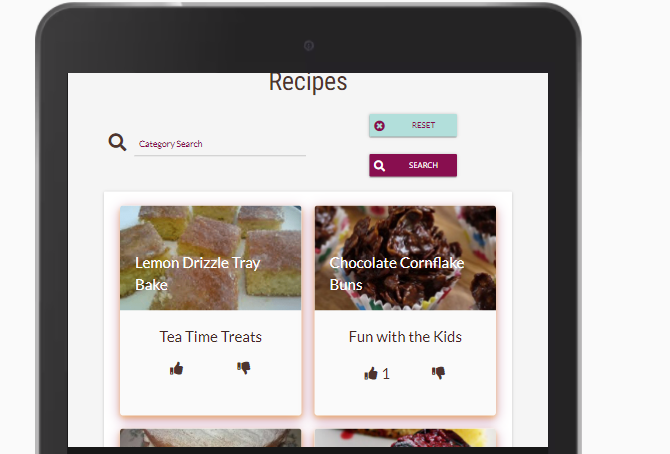 Recipes
RESET
Category Search
SEARCH
Lemon Drizzle Tray
Bake
Chocolate Cornflake
Buns
Tea Time Treats
Fun with the Kids
1